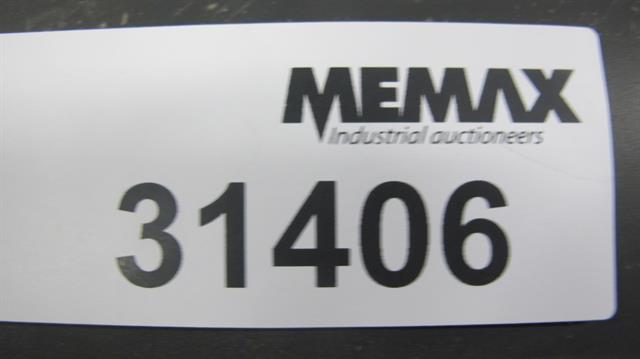 MEMAX
Industrial auctioneers
31406